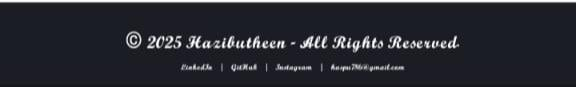 © 2025 Hazibutheen - All Rights Reserved.
LinkedIn | GitHub | Instagram |